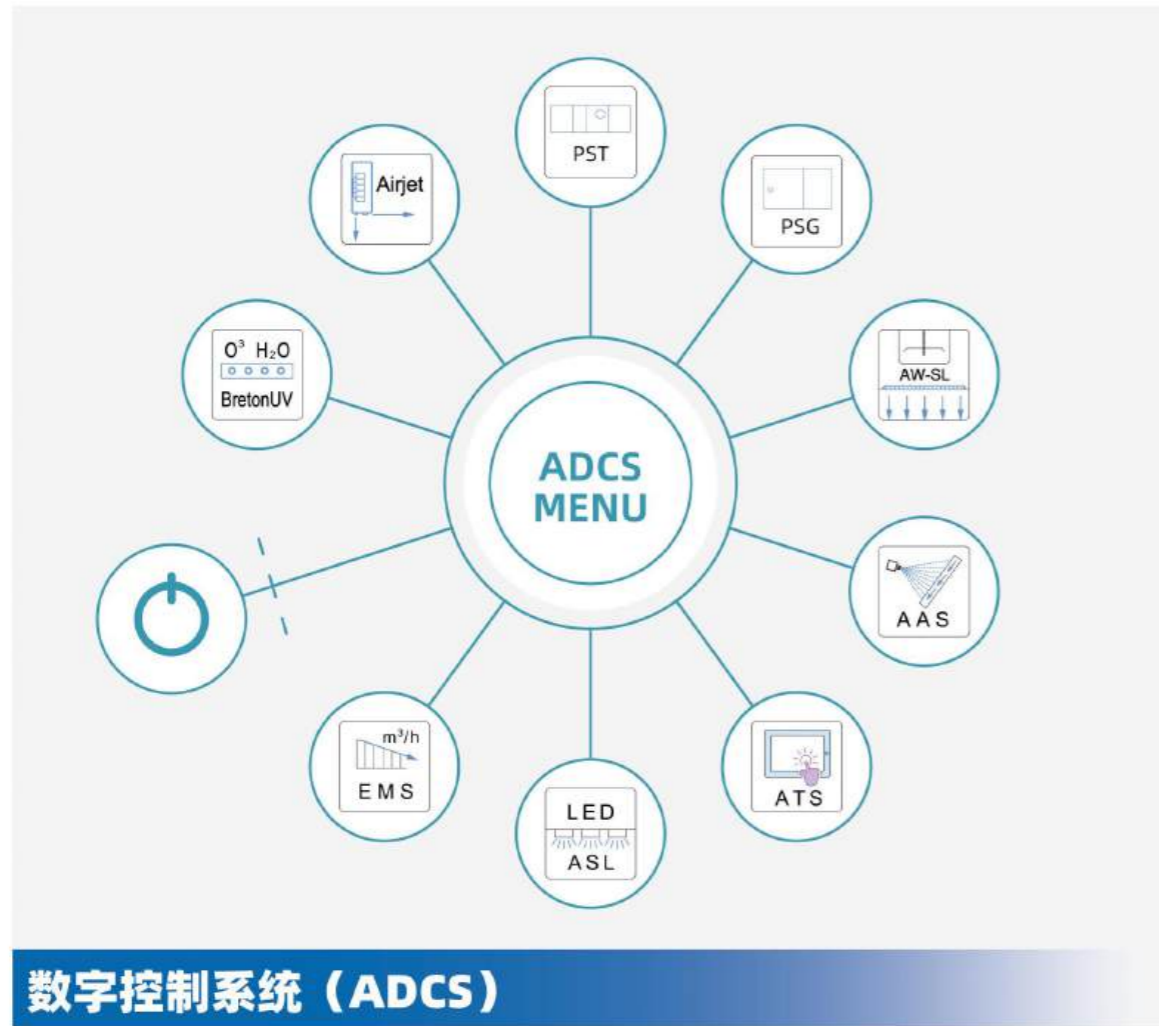 PST
Airjet
PSG
O³ H₂O
BretonUV
AW-SL
ADCS
MENU
AAS
m³/h
EMS
ATS
LED
ASL
数字控制系统（ADCS）